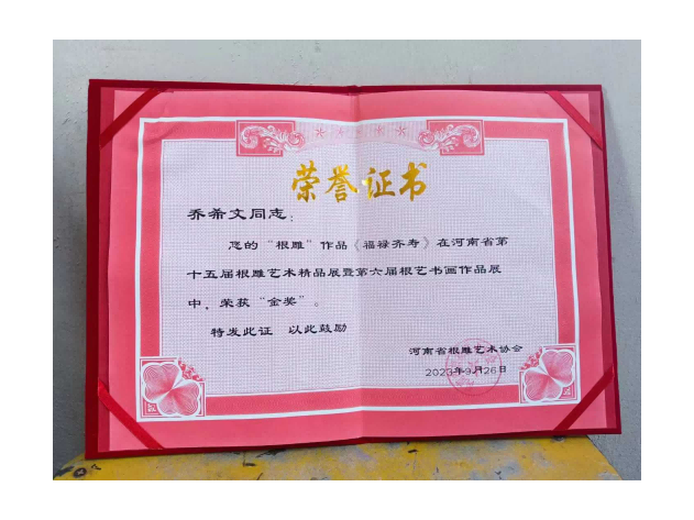 荣誉证书
乔希文同志:
您的“根雕”作品《福禄齐寿》在河南省第
十五届根雕艺术精品展暨第六届根艺书画作品展
中，荣获“金奖”。
特发此证 以此鼓励
河南省根雕艺术协会
2023年9月26日